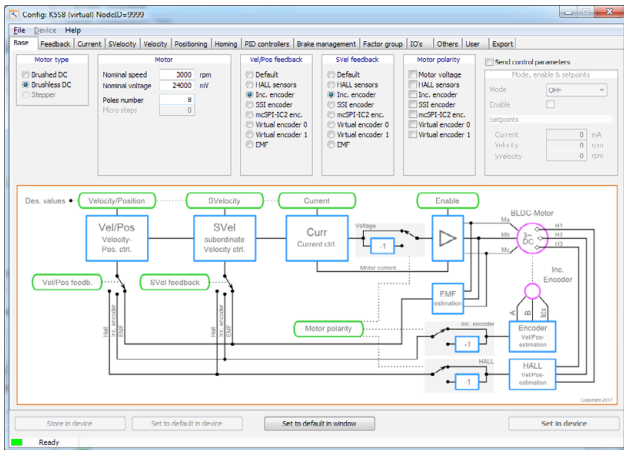 Config: K5SB (virtual) NodeID=9999
File Device Help
Base Feedback Current SVelocity Velocity Positioning Homing PID controllers Brake management Factor group IO's Others User Export
Motor type
Brushed DC
Brushless DC
Stepper
Motor
Nominal speed 3000 rpm
Nominal voltage 24000 mV
Poles number 8
Micro steps 0
Vel/Pos feedback
Default
HALL sensors
Inc. encoder
SSI encoder
mcSPI-IC2 enc.
Virtual encoder 0
Virtual encoder 1
EMF
SVel feedback
Default
HALL sensors
Inc. encoder
SSI encoder
mcSPI-IC2 enc.
Virtual encoder 0
Virtual encoder 1
EMF
Motor polarity
Motor voltage
HALL sensors
Inc. encoder
SSI encoder
mcSPI-IC2 enc.
Virtual encoder 0
Virtual encoder 1
Send control parameters
Mode, enable & setpoints
Mode OFF
Enable
Setpoints
Current 0 mA
Velocity 0 rpm
SVelocity 0 rpm
Des. values
Velocity/Position
SVelocity
Current
Enable
Vel/Pos
Velocity-
Pos. ctrl.
SVel
subordinate
Velocity ctrl.
Curr
Current ctrl.
Voltage
-1
Motor current
Ma
Mb
Mc
BLDC-Motor
3~
DC
H1
H2
H3
Vel/Pos feedb.
SVel feedback
Hall
Inc. encoder
EMF
Hall
Inc. encoder
EMF
EMF
estimation
Inc.
Encoder
A
B
Motor polarity
Inc. encoder
-1
Encoder
Vel/Pos-
estimation
HALL
-1
HALL
Vel/Pos-
estimation
Copyright 2017
Store in device
Set to default in device
Set to default in window
Set in device
Ready